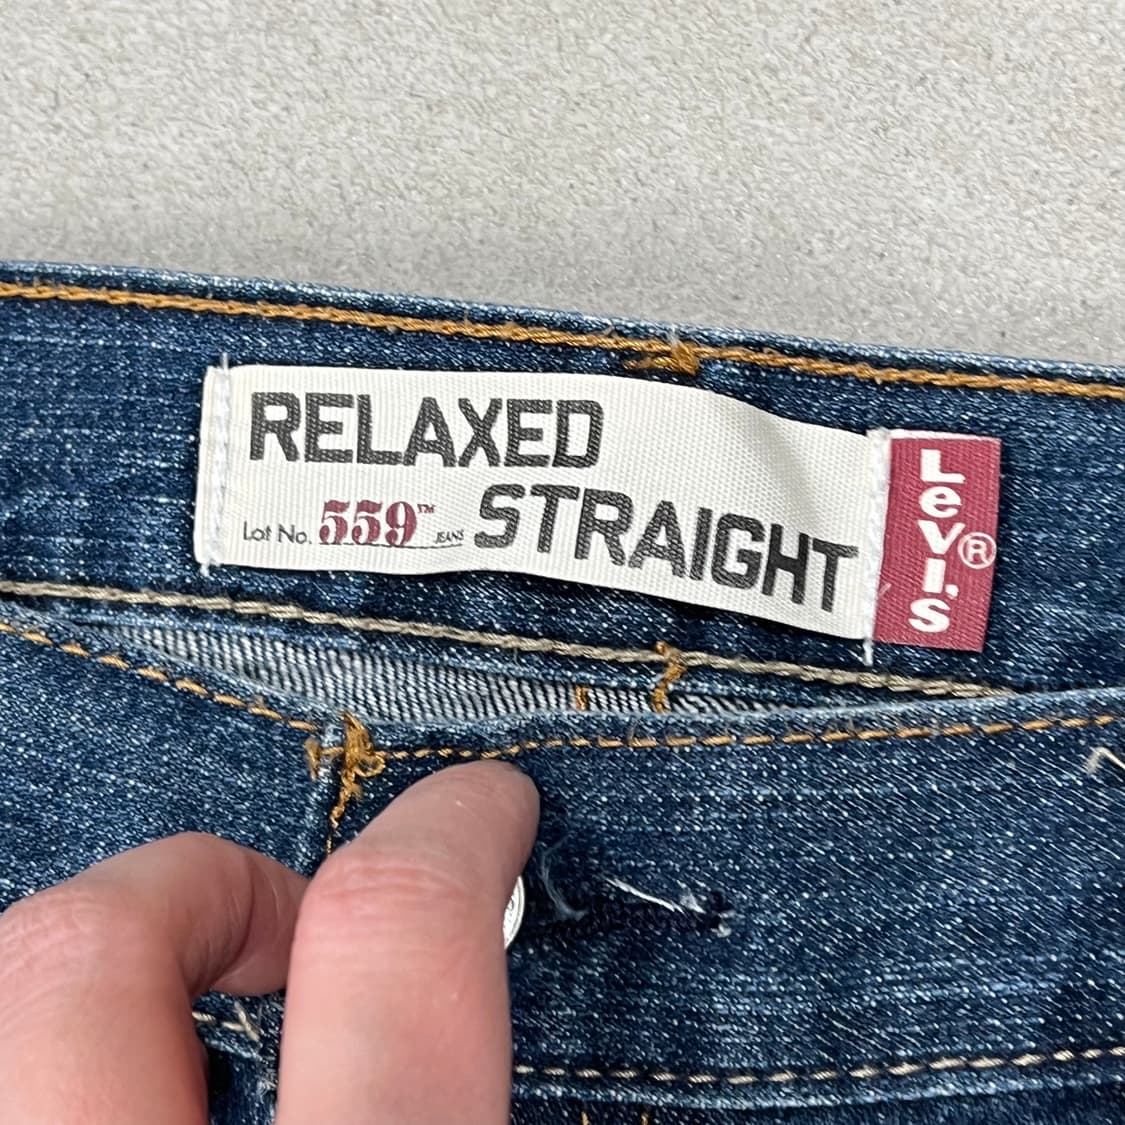 RELAXED
Lot No. 559™ JEANS STRAIGHT
Levi's®